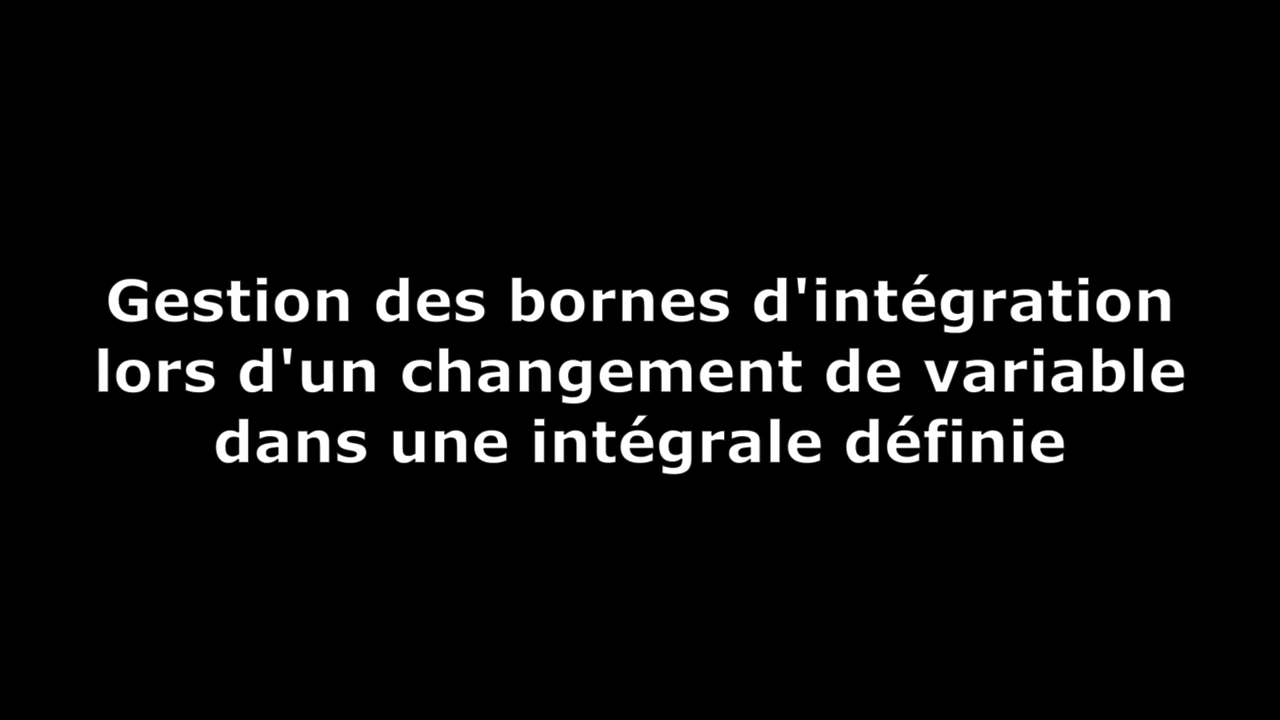 Gestion des bornes d'intégration
lors d'un changement de variable
dans une intégrale définie